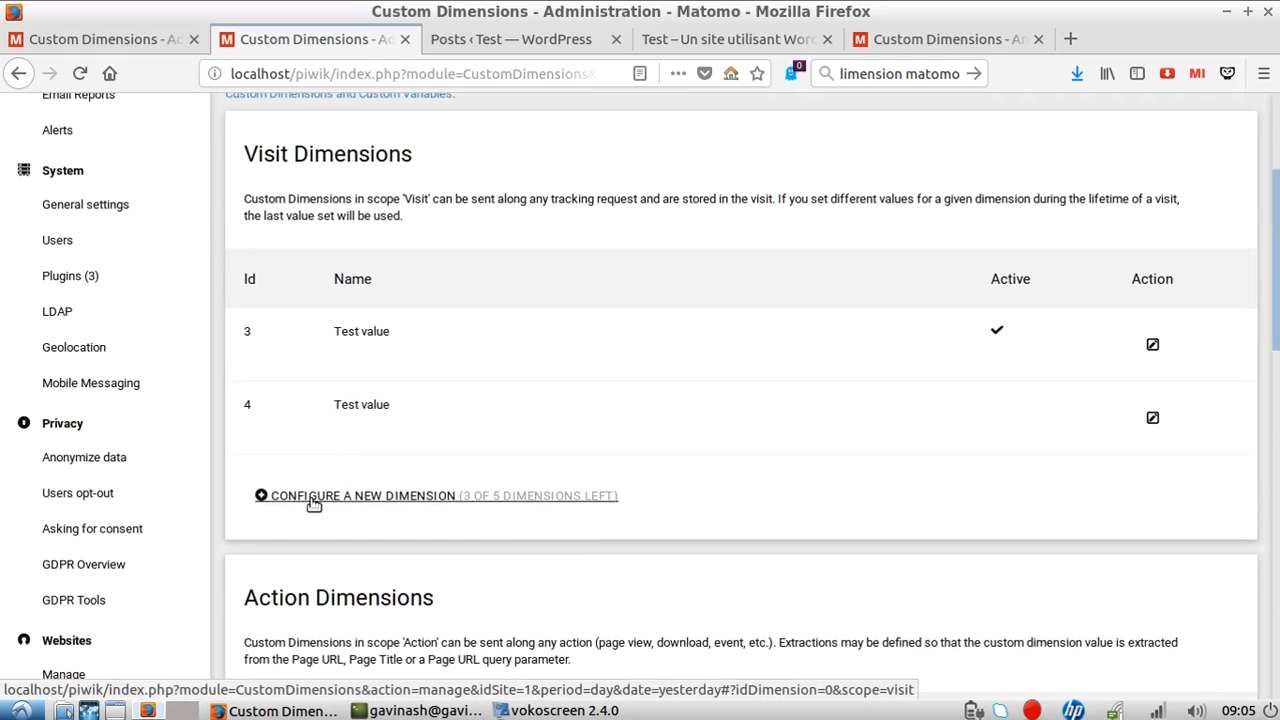 Custom Dimensions - Administration - Matomo - Mozilla Firefox
Custom Dimensions - Ad
Custom Dimensions - Ad
Posts ‹ Test — WordPress
Test – Un site utilisant Wor
Custom Dimensions - An
localhost/piwik/index.php?module=CustomDimensions&
0
limension matomo
MI
Email Reports
Alerts
System
General settings
Users
Plugins (3)
LDAP
Geolocation
Mobile Messaging
Privacy
Anonymize data
Users opt-out
Asking for consent
GDPR Overview
GDPR Tools
Websites
Manage
Custom Dimensions and Custom Variables.
Visit Dimensions
Custom Dimensions in scope 'Visit' can be sent along any tracking request and are stored in the visit. If you set different values for a given dimension during the lifetime of a visit,
the last value set will be used.
Id Name Active Action
3 Test value
4 Test value
CONFIGURE A NEW DIMENSION (3 OF 5 DIMENSIONS LEFT)
Action Dimensions
Custom Dimensions in scope 'Action' can be sent along any action (page view, download, event, etc.). Extractions may be defined so that the custom dimension value is extracted
from the Page URL, Page Title or a Page URL query parameter.
localhost/piwik/index.php?module=CustomDimensions&action=manage&idSite=1&period=day&date=yesterday#?idDimension=0&scope=visit
Custom Dimen...
gavinash@gavi...
vokoscreen 2.4.0
hp
09:05